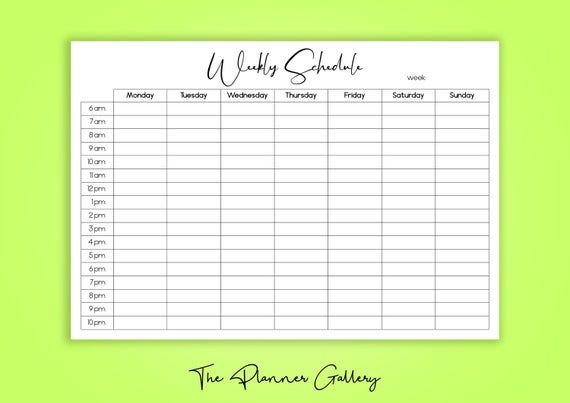 Weekly Schedule
week
Monday Tuesday Wednesday Thursday Friday Saturday Sunday
6 am
7 am
8 am
9 am
10 am
11 am
12 pm
1 pm
2 pm
3 pm
4 pm
5 pm
6 pm
7 pm
8 pm
9 pm
10 pm
The Planner Gallery